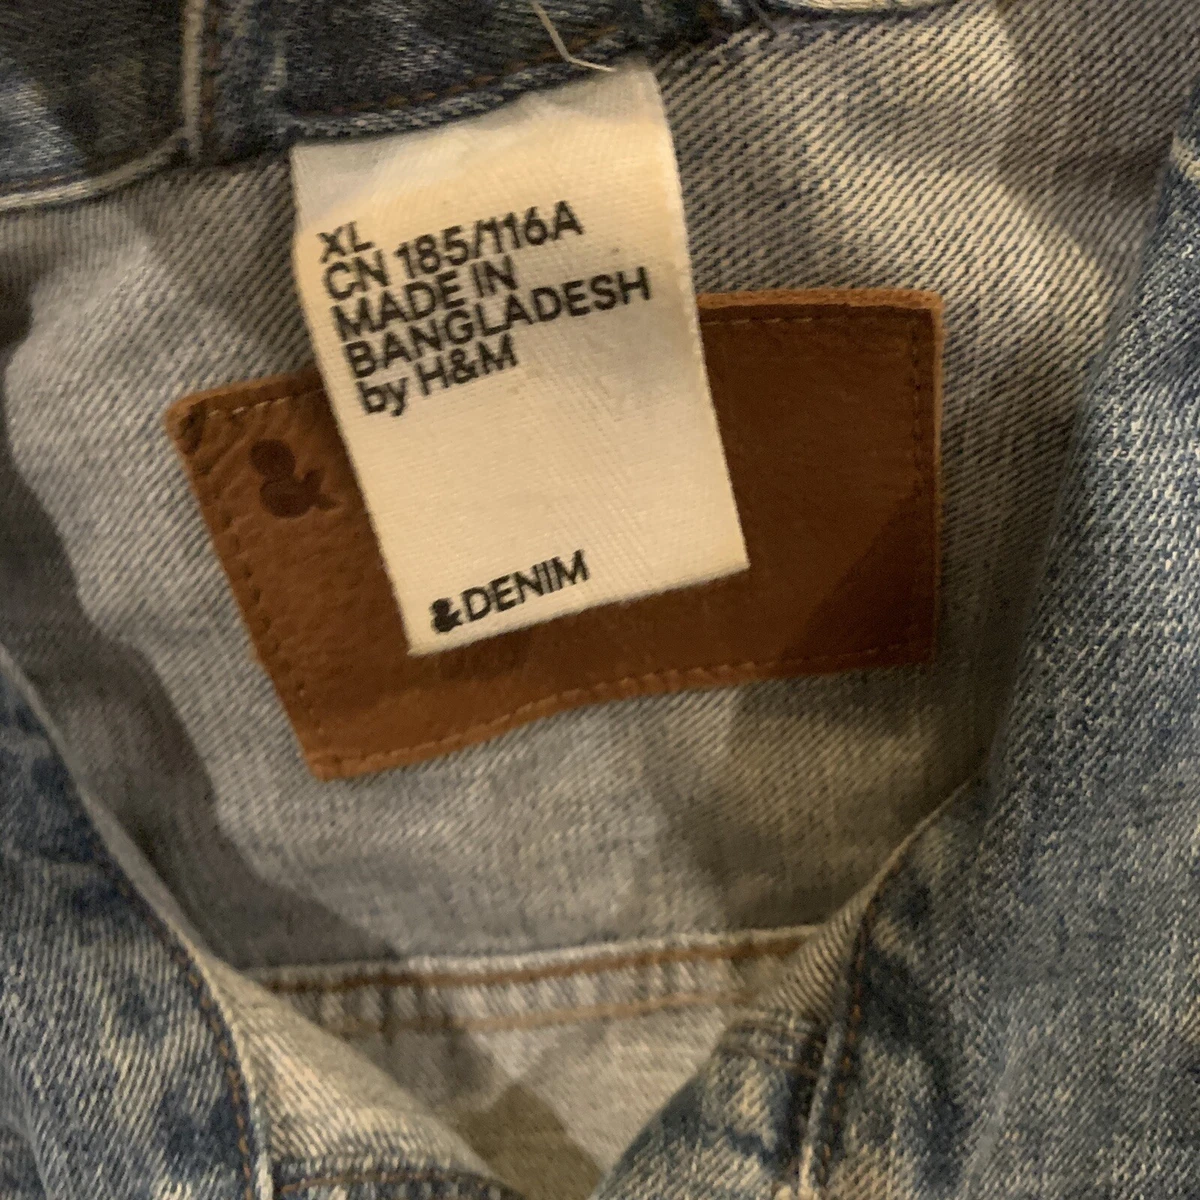 XL
CN 185/116A
MADE IN
BANGLADESH
by H&M
&DENIM
&